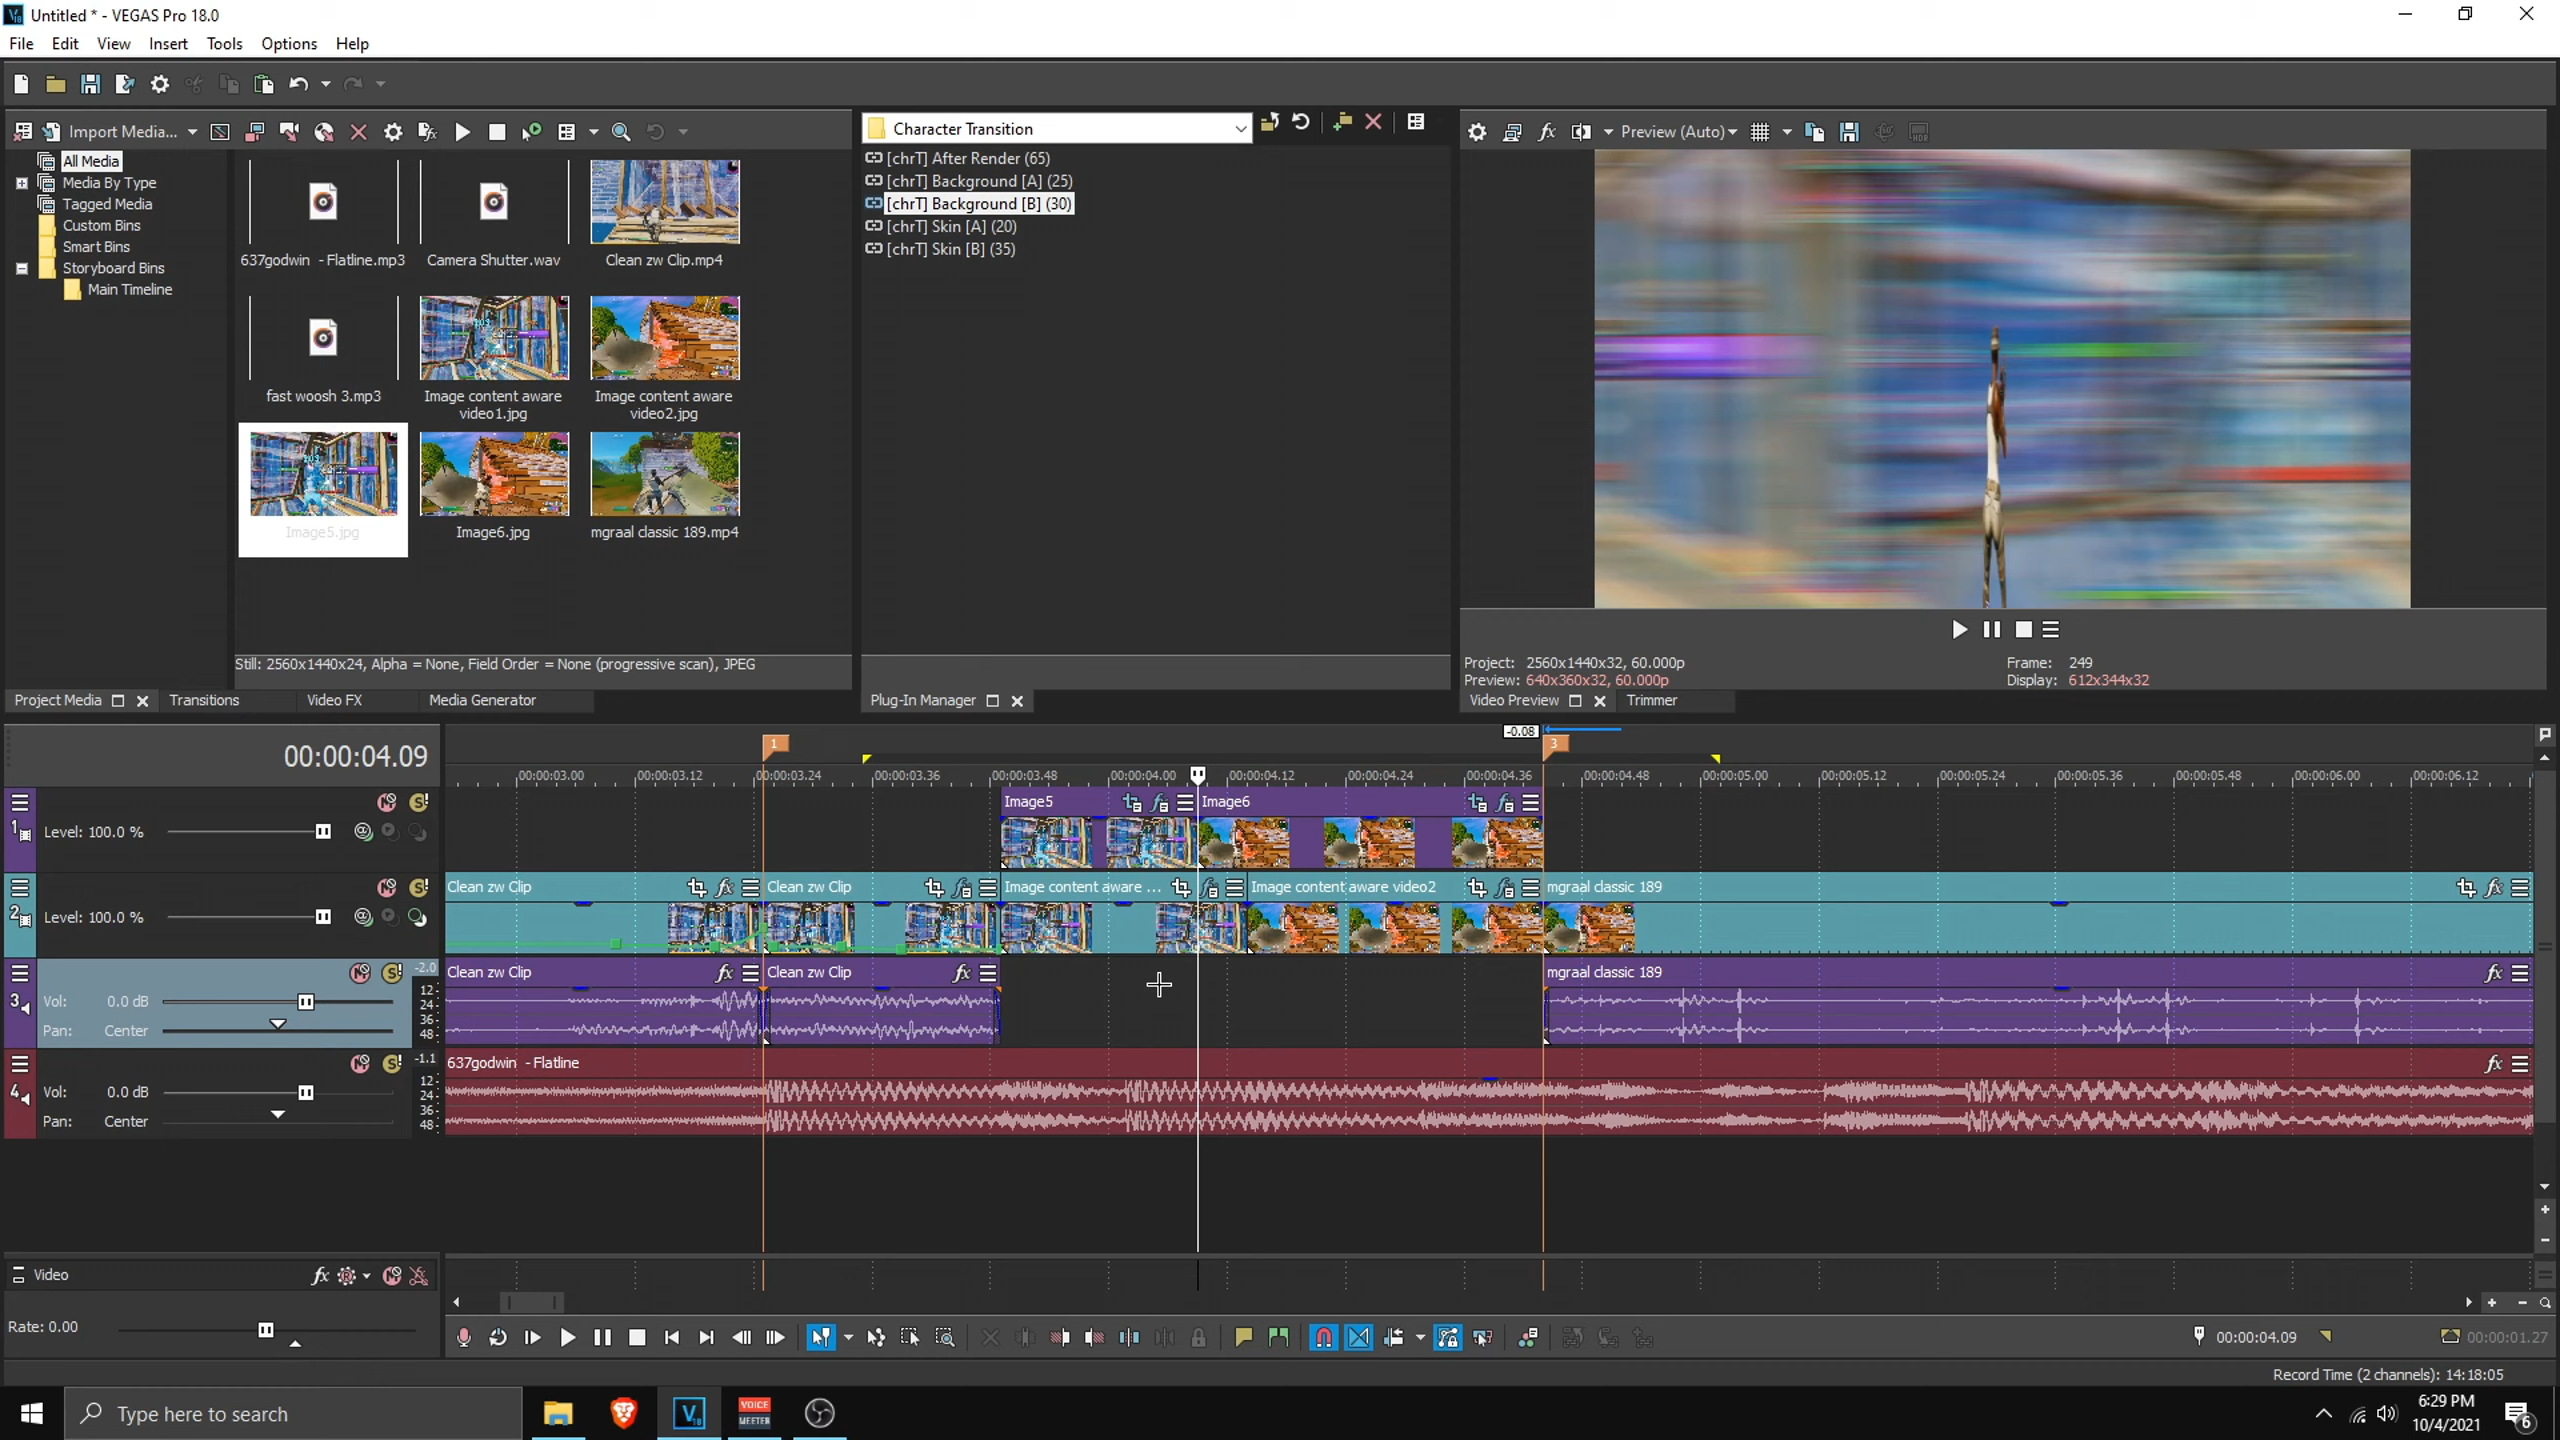 Untitled * - VEGAS Pro 18.0
File Edit View Insert Tools Options Help
Import Media...
All Media
Media By Type
Tagged Media
Custom Bins
Smart Bins
Storyboard Bins
Main Timeline
637godwin - Flatline.mp3
Camera Shutter.wav
Clean zw Clip.mp4
fast woosh 3.mp3
Image content aware
video1.jpg
Image content aware
video2.jpg
Image5.jpg
Image6.jpg
mgraal classic 189.mp4
Still: 2560x1440x24, Alpha = None, Field Order = None (progressive scan), JPEG
Project Media
Transitions
Video FX
Media Generator
Character Transition
[chrT] After Render (65)
[chrT] Background [A] (25)
[chrT] Background [B] (30)
[chrT] Skin [A] (20)
[chrT] Skin [B] (35)
Plug-In Manager
Preview (Auto)
Project: 2560x1440x32, 60.000p
Preview: 640x360x32, 60.000p
Frame: 249
Display: 612x344x32
Video Preview
Trimmer
00:00:04.09
1
-0.08
3
00:00:03.00 00:00:03.12 00:00:03.24 00:00:03.36 00:00:03.48 00:00:04.00 00:00:04.12 00:00:04.24 00:00:04.36 00:00:04.48 00:00:05.00 00:00:05.12 00:00:05.24 00:00:05.36 00:00:05.48 00:00:06.00 00:00:06.12
1
Level: 100.0 %
Image5
Image6
2
Level: 100.0 %
Clean zw Clip
Clean zw Clip
Image content aware ...
Image content aware video2
mgraal classic 189
3
Vol: 0.0 dB
Pan: Center
-2.0
12
24
36
48
Clean zw Clip
Clean zw Clip
mgraal classic 189
4
Vol: 0.0 dB
Pan: Center
-1.1
12
24
36
48
637godwin - Flatline
Video
Rate: 0.00
00:00:04.09
00:00:01.27
Record Time (2 channels): 14:18:05
Type here to search
VOICE
MEETER
6:29 PM
10/4/2021
6